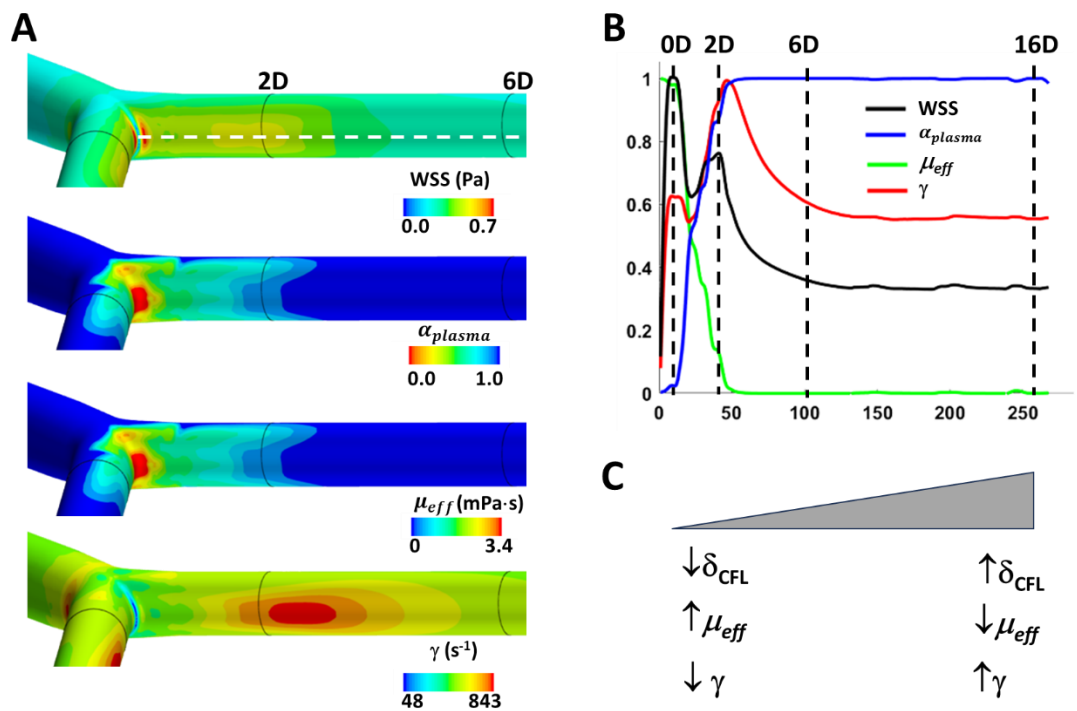 A
2D
6D
WSS (Pa)
0.0
0.7
α_plasma
0.0
1.0
μ_eff (mPa·s)
0
3.4
γ (s⁻¹)
48
843
B
0D
2D
6D
16D
1
0.8
0.6
0.4
0.2
0
WSS
α_plasma
μ_eff
γ
0
50
100
150
200
250
C
↓δ_CFL
↑δ_CFL
↑μ_eff
↓μ_eff
↓ γ
↑γ